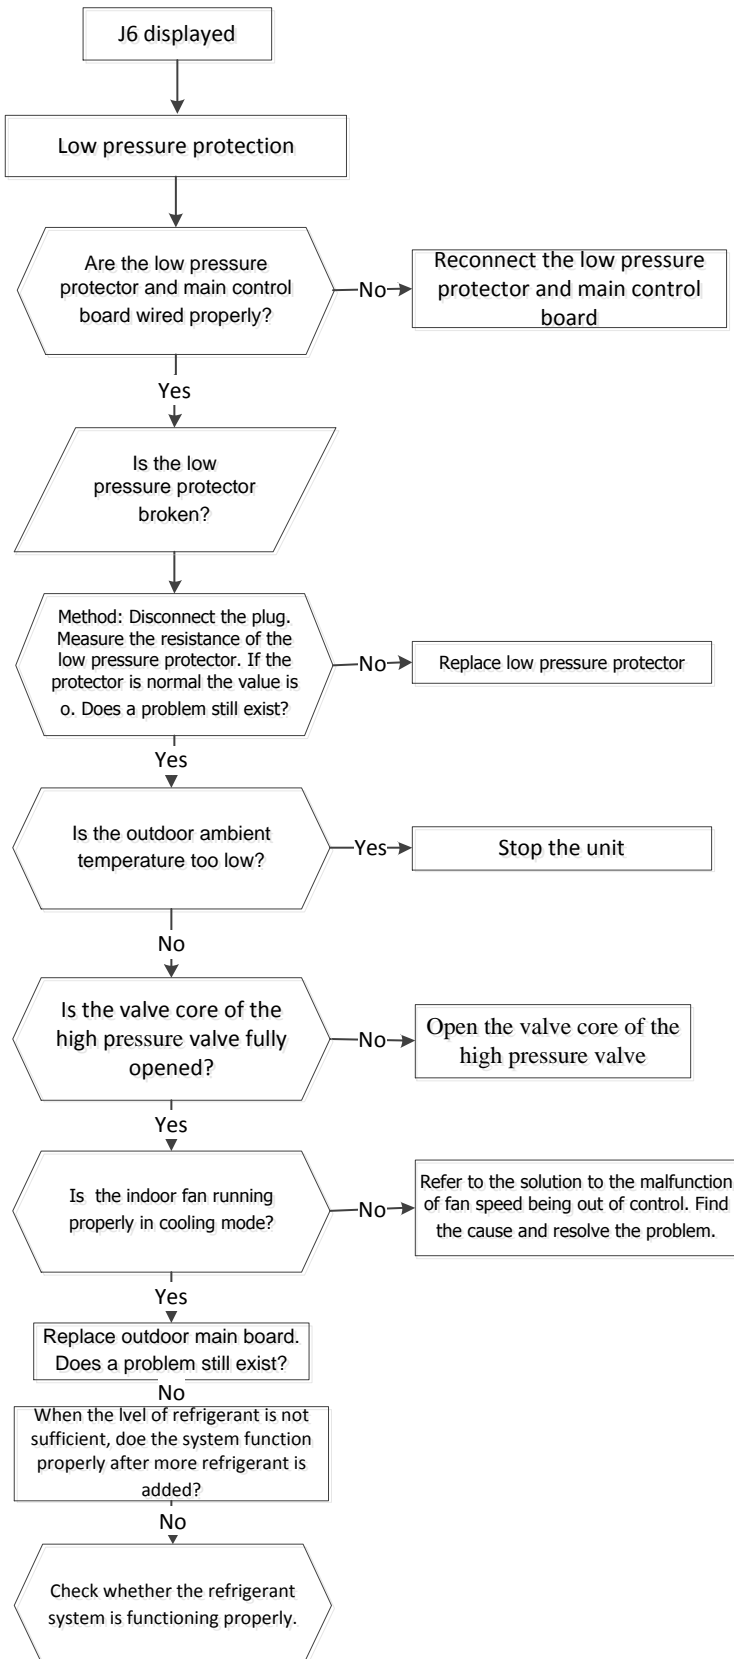 J6 displayed
Low pressure protection
Are the low pressure
protector and main control
board wired properly?
No
Reconnect the low pressure
protector and main control
board
Yes
Is the low
pressure protector
broken?
Method: Disconnect the plug.
Measure the resistance of the
low pressure protector. If the
protector is normal the value is
o. Does a problem still exist?
No
Replace low pressure protector
Yes
Is the outdoor ambient
temperature too low?
Yes
Stop the unit
No
Is the valve core of the
high pressure valve fully
opened?
No
Open the valve core of the
high pressure valve
Yes
Is the indoor fan running
properly in cooling mode?
No
Refer to the solution to the malfunction
of fan speed being out of control. Find
the cause and resolve the problem.
Yes
Replace outdoor main board.
Does a problem still exist?
No
When the lvel of refrigerant is not
sufficient, doe the system function
properly after more refrigerant is
added?
No
Check whether the refrigerant
system is functioning properly.